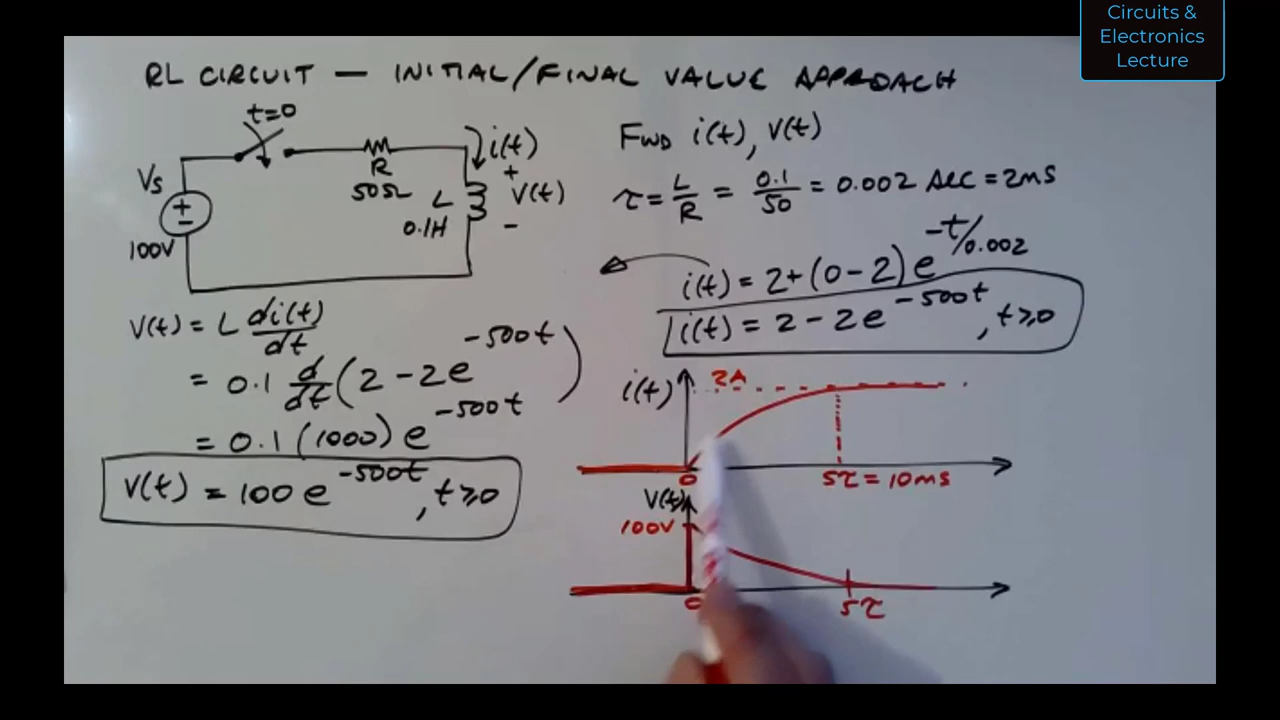 Circuits &
Electronics
Lecture
RL CIRCUIT — INITIAL/FINAL VALUE APPROACH
t=0
i(t)
R
50Ω
L
0.1H
+
V(t)
-
Vs
+
-
100V
FIND i(t), V(t)
τ = L/R = 0.1/50 = 0.002 SEC = 2ms
i(t) = 2+(0-2)e^-t/0.002
i(t) = 2-2e^-500t, t≥0
V(t) = L di(t)/dt
= 0.1 d/dt (2-2e^-500t)
= 0.1 (1000) e^-500t
V(t) = 100e^-500t, t≥0
i(t)
2A
0
5τ = 10ms
V(t)
100V
0
5τ